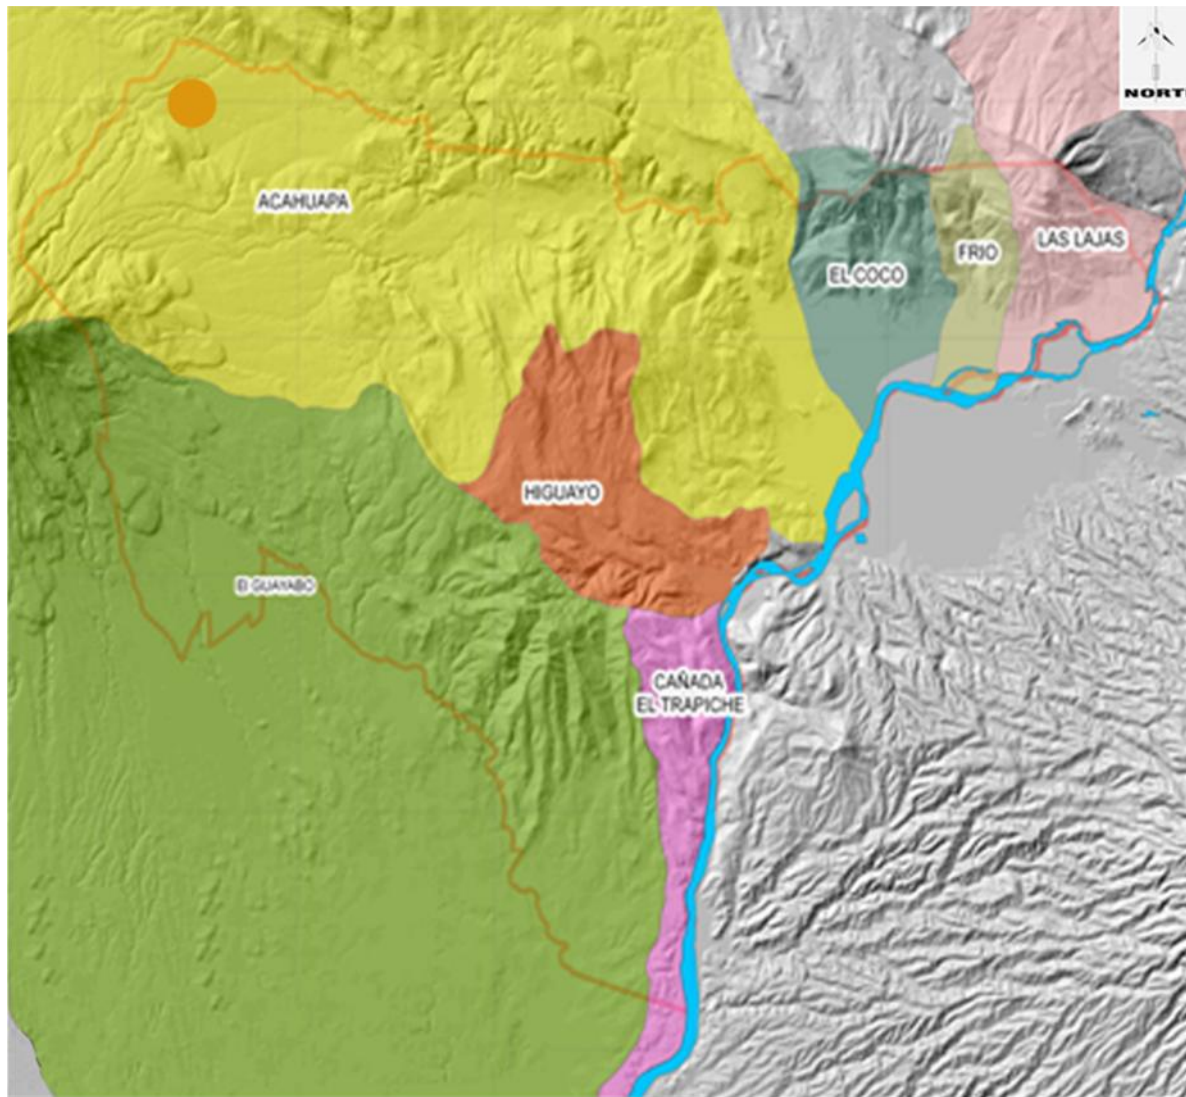 NORT
ACAHUAPA
LAS LAJAS
FRIO
EL COCO
HIGUAYO
El GUAYABO
CAÑADA
EL TRAPICHE